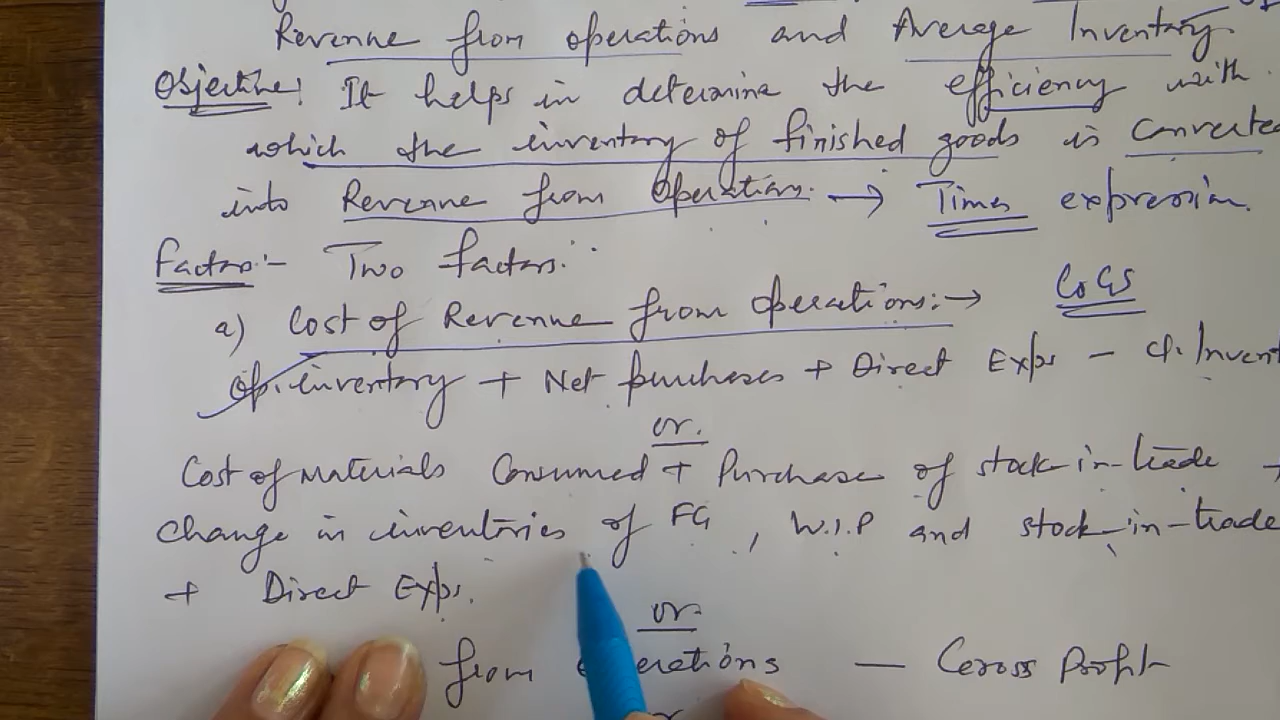 Revenue from operations and Average Inventory
Objective: It helps in determine the efficiency with
which the inventory of finished goods is converte
into Revenue from Operation. → Times expression.
Factors:- Two factors.
a) Cost of Revenue from operations:→ COGS
Op. inventory + Net purchases + Direct Exps - Cl. Invent
or.
Cost of Materials Consumed + Purchase of stock in-trade +
change in inventories of FG, W.I.P and stock-in-trade
+ Direct Exps.
or
from operations — Gross Profit